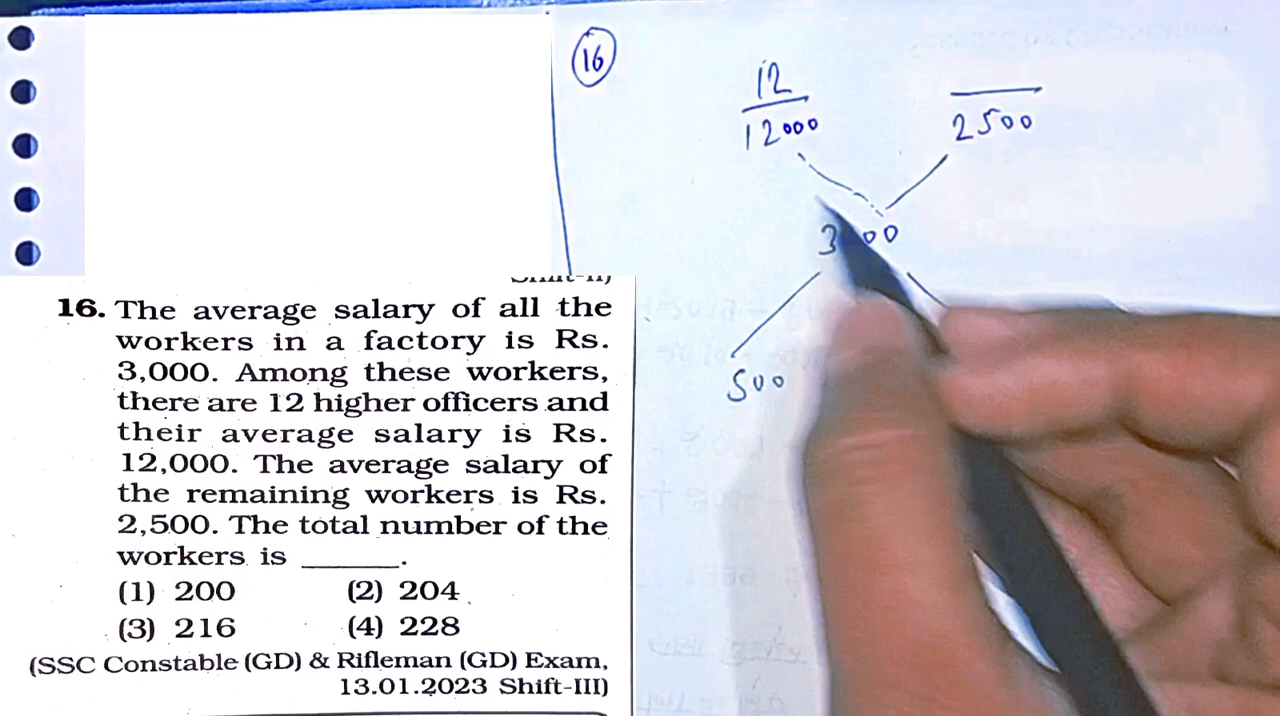 16
12
12000
2500
500
16. The average salary of all the
workers in a factory is Rs.
3,000. Among these workers,
there are 12 higher officers and
their average salary is Rs.
12,000. The average salary of
the remaining workers is Rs.
2,500. The total number of the
workers is ______.
(1) 200 (2) 204
(3) 216 (4) 228
(SSC Constable (GD) & Rifleman (GD) Exam,
13.01.2023 Shift-III)